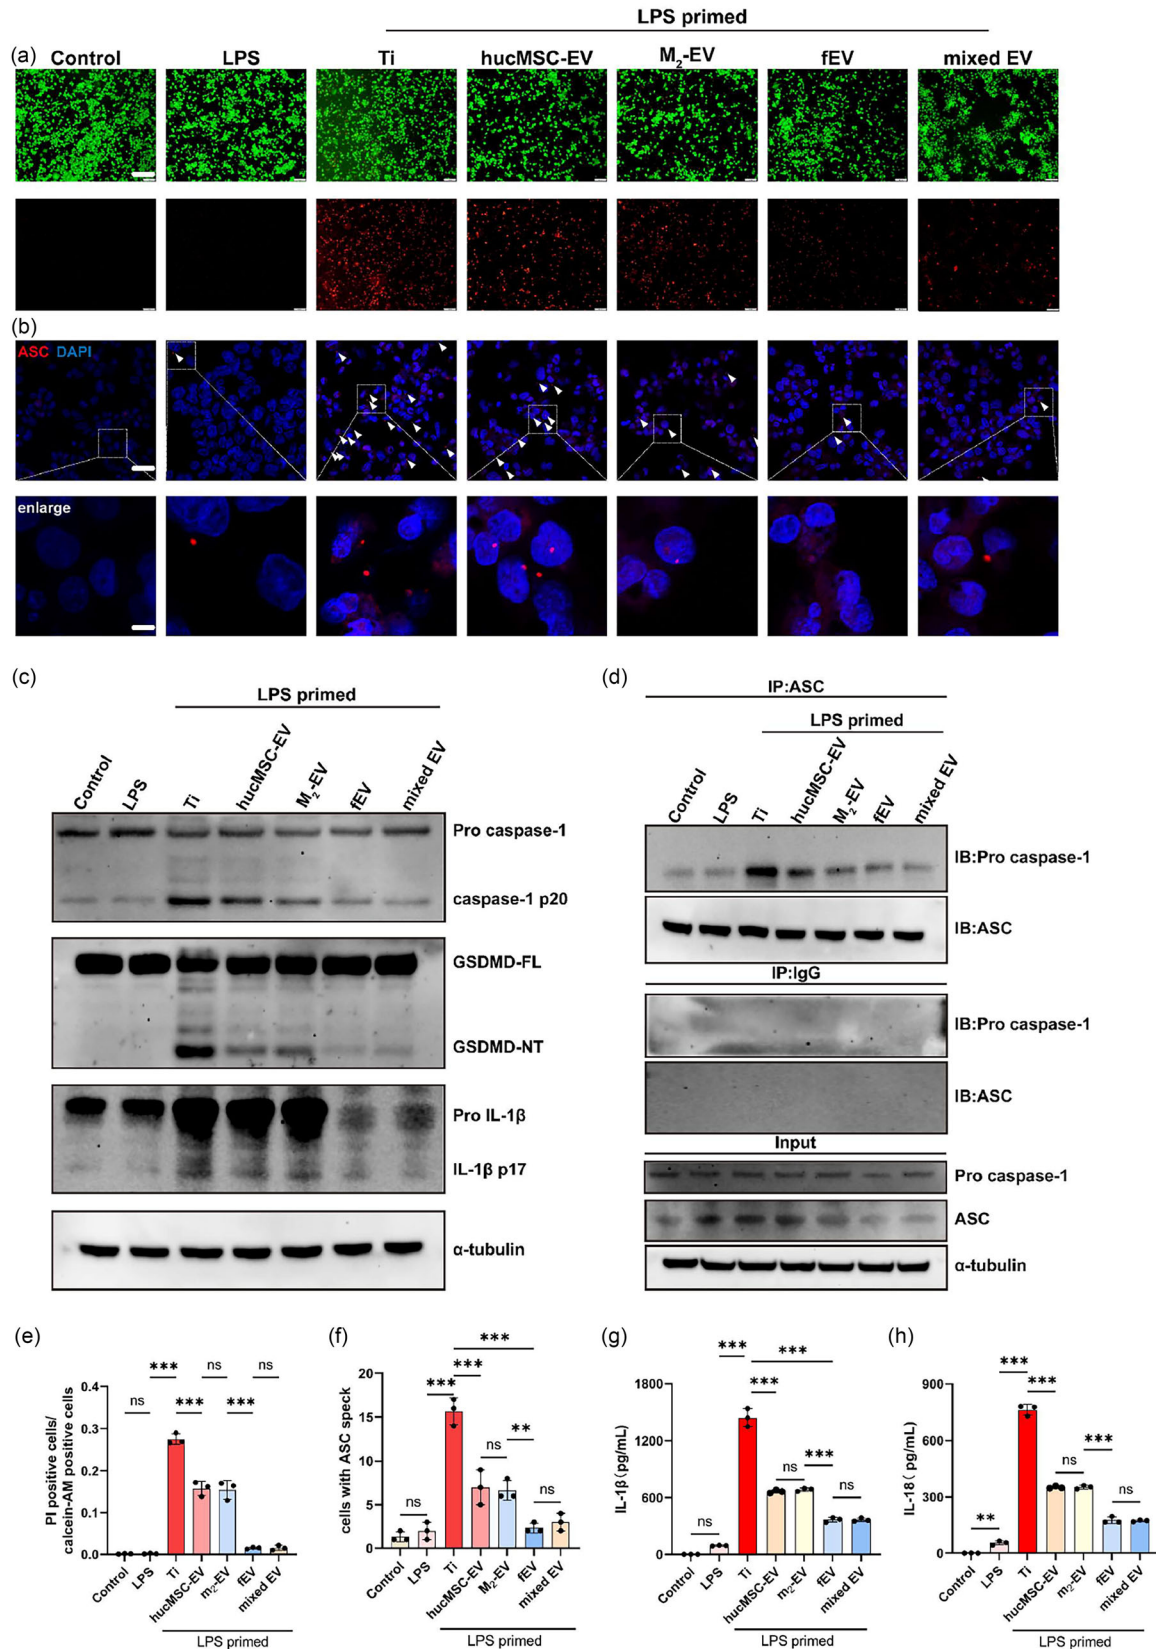 LPS primed
(a)
Control LPS Ti hucMSC-EV M2-EV fEV mixed EV
(b)
ASC DAPI
enlarge
(c)
LPS primed
Control LPS Ti hucMSC-EV M2-EV fEV mixed EV
Pro caspase-1
caspase-1 p20
GSDMD-FL
GSDMD-NT
Pro IL-1β
IL-1β p17
α-tubulin
(d)
IP:ASC
LPS primed
Control LPS Ti hucMSC-EV M2-EV fEV mixed EV
IB:Pro caspase-1
IB:ASC
IP:IgG
IB:Pro caspase-1
IB:ASC
Input
Pro caspase-1
ASC
α-tubulin
(e)
PI positive cells/
calcein-AM positive cells
0.4
0.3
0.2
0.1
0.0
ns *** *** ns *** ns
Control LPS Ti hucMSC-EV m2-EV fEV mixed EV
LPS primed
(f)
cells with ASC speck
20
15
10
5
0
***
***
***
ns ns ** ns
Control LPS Ti hucMSC-EV M2-EV fEV mixed EV
LPS primed
(g)
IL-1β(pg/mL)
1800
1200
600
0
*** ***
***
ns ns *** ns
Control LPS Ti hucMSC-EV m2-EV fEV mixed EV
LPS primed
(h)
IL-18( pg/mL)
900
600
300
0
***
***
** ns *** ns
Control LPS Ti hucMSC-EV m2-EV fEV mixed EV
LPS primed